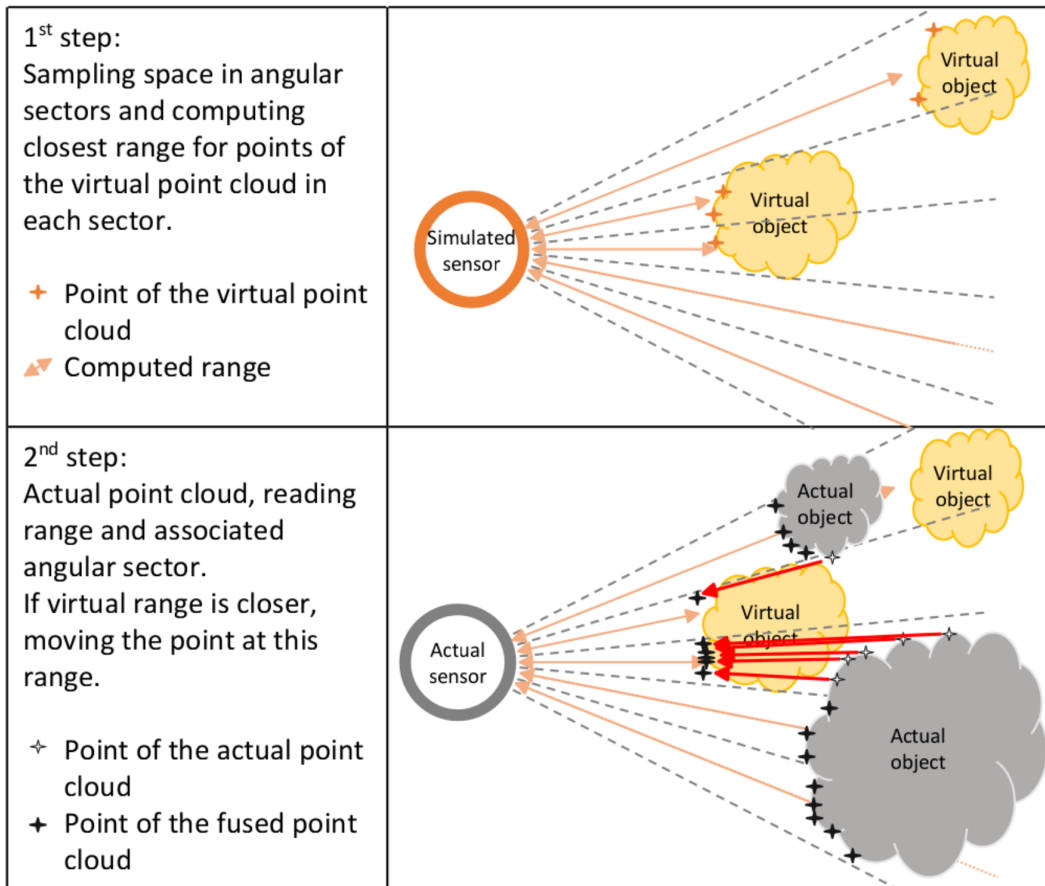 1st step:
Sampling space in angular
sectors and computing
closest range for points of
the virtual point cloud in
each sector.
Point of the virtual point
cloud
Computed range
Simulated
sensor
Virtual
object
Virtual
object
2nd step:
Actual point cloud, reading
range and associated
angular sector.
If virtual range is closer,
moving the point at this
range.
Point of the actual point
cloud
Point of the fused point
cloud
Actual
sensor
Actual
object
Virtual
object
Virtual
object
Actual
object